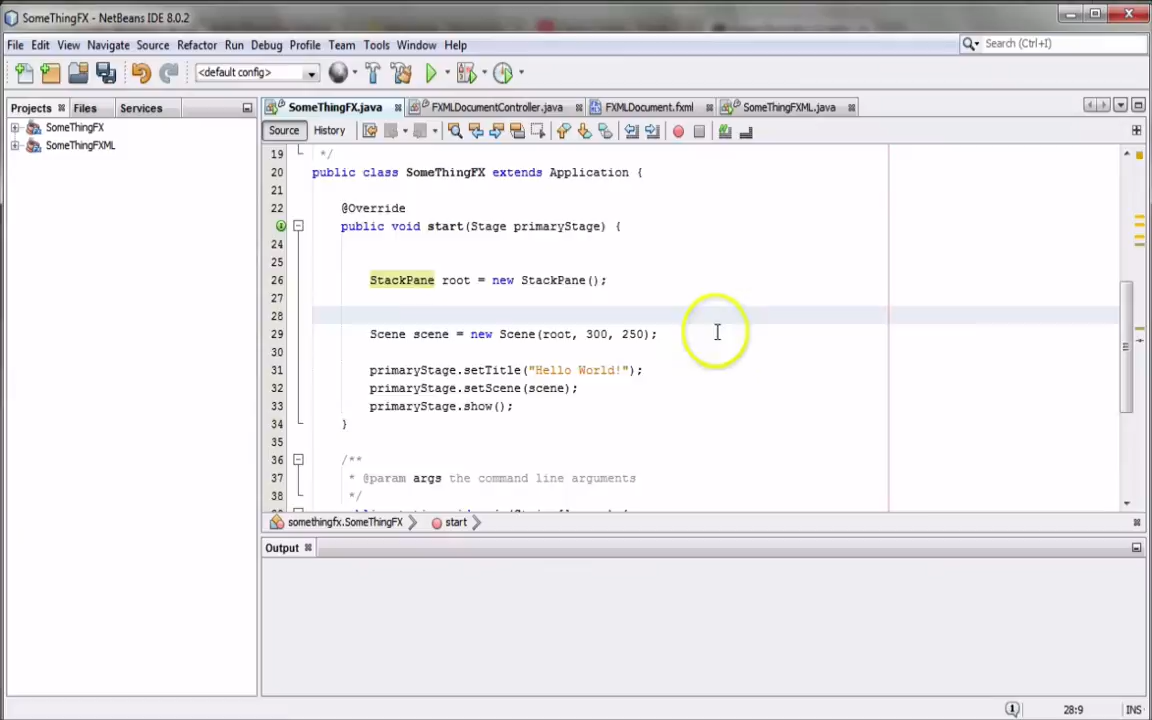 SomeThingFX - NetBeans IDE 8.0.2
File Edit View Navigate Source Refactor Run Debug Profile Team Tools Window Help
Search (Ctrl+I)
<default config>
Projects Files Services
SomeThingFX.java FXMLDocumentController.java FXMLDocument.fxml SomeThingFXML.java
SomeThingFX
SomeThingFXML
Source History
19 */
20 public class SomeThingFX extends Application {
21
22 @Override
public void start(Stage primaryStage) {
24
25
26 StackPane root = new StackPane();
27
28
29 Scene scene = new Scene(root, 300, 250);
30
31 primaryStage.setTitle("Hello World!");
32 primaryStage.setScene(scene);
33 primaryStage.show();
34 }
35
36 /**
37 * @param args the command line arguments
38 */
somethingfx.SomeThingFX start
Output
1
28:9 INS